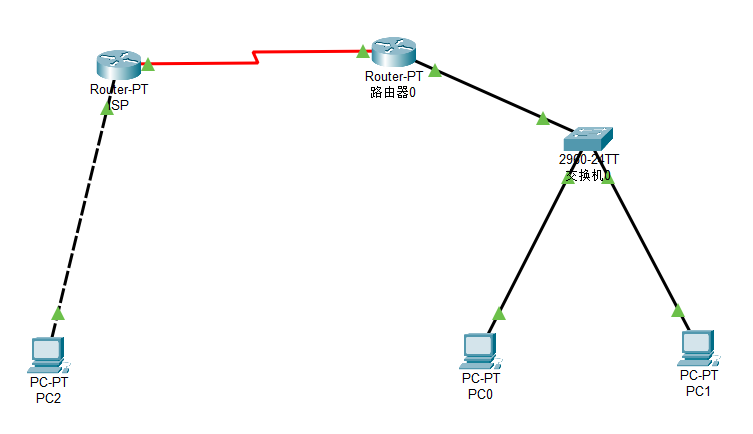 Router-PT
ISP
Router-PT
路由器0
2960-24TT
交换机0
PC-PT
PC2
PC-PT
PC0
PC-PT
PC1